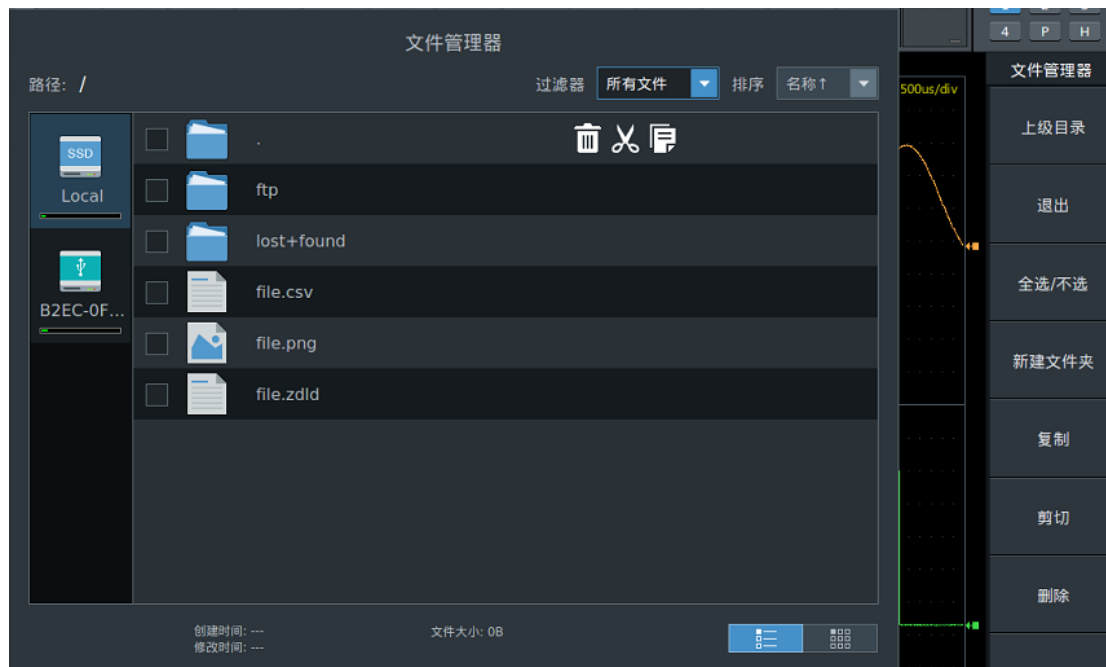 文件管理器
路径: /
过滤器 所有文件 排序 名称↑
SSD
Local
B2EC-0F...
.
ftp
lost+found
file.csv
file.png
file.zdld
创建时间: ---
修改时间: ---
文件大小: 0B
500us/div
4 P H
文件管理器
上级目录
退出
全选/不选
新建文件夹
复制
剪切
删除